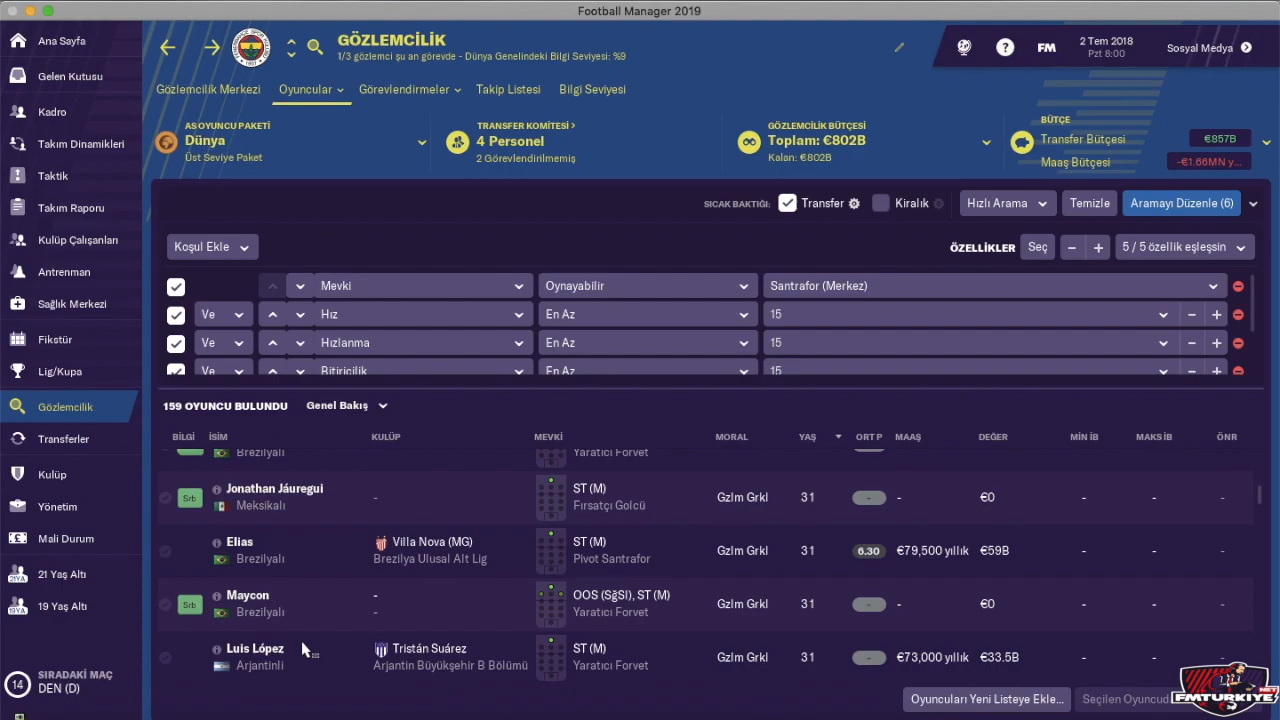 Football Manager 2019
Ana Sayfa
Gelen Kutusu
Kadro
Takım Dinamikleri
Taktik
Takım Raporu
Kulüp Çalışanları
Antrenman
Sağlık Merkezi
Fikstür
Lig/Kupa
Gözlemcilik
Transferler
Kulüp
Yönetim
Mali Durum
21 Yaş Altı
21YA
19 Yaş Altı
19YA
14
SIRADAKİ MAÇ
DEN (D)
GÖZLEMCİLİK
1/3 gözlemci şu an görevde - Dünya Genelindeki Bilgi Seviyesi: %9
? FM
2 Tem 2018
Pzt 8:00
Sosyal Medya
Gözlemcilik Merkezi Oyuncular Görevlendirmeler Takip Listesi Bilgi Seviyesi
AS OYUNCU PAKETİ
Dünya
Üst Seviye Paket
TRANSFER KOMİTESİ >
4 Personel
2 Görevlendirilmemiş
GÖZLEMCİLİK BÜTÇESİ
Toplam: €802B
Kalan: €802B
BÜTÇE
Transfer Bütçesi €857B
Maaş Bütçesi -€1.66MN y...
SICAK BAKTIĞI: Transfer Kiralık Hızlı Arama Temizle Aramayı Düzenle (6)
Koşul Ekle ÖZELLİKLER Seç − + 5 / 5 özellik eşleşsin
Mevki Oynayabilir Santrafor (Merkez)
Ve Hız En Az 15 − +
Ve Hızlanma En Az 15 − +
Ve Bitiricilik En Az 15 − +
159 OYUNCU BULUNDU Genel Bakış
BİLGİ İSİM KULÜP MEVKİ MORAL YAŞ ORT P MAAŞ DEĞER MİN İB MAKS İB ÖNR
Brezilyalı - Yaratıcı Forvet
Srb Jonathan Jáuregui - ST (M) Gzlm Grkl 31 - - €0 - - -
Meksikalı Fırsatçı Golcü
Elias Villa Nova (MG) ST (M) Gzlm Grkl 31 6.30 €79,500 yıllık €59B - - -
Brezilyalı Brezilya Ulusal Alt Lig Pivot Santrafor
Srb Maycon - OOS (SğSl), ST (M) Gzlm Grkl 31 - - €0 - - -
Brezilyalı - Yaratıcı Forvet
Luis López Tristán Suárez ST (M) Gzlm Grkl 31 - €73,000 yıllık €33.5B - - -
Arjantinli Arjantin Büyükşehir B Bölümü Yaratıcı Forvet
Oyuncuları Yeni Listeye Ekle... Seçilen Oyuncud
FMTURKIYE.NET